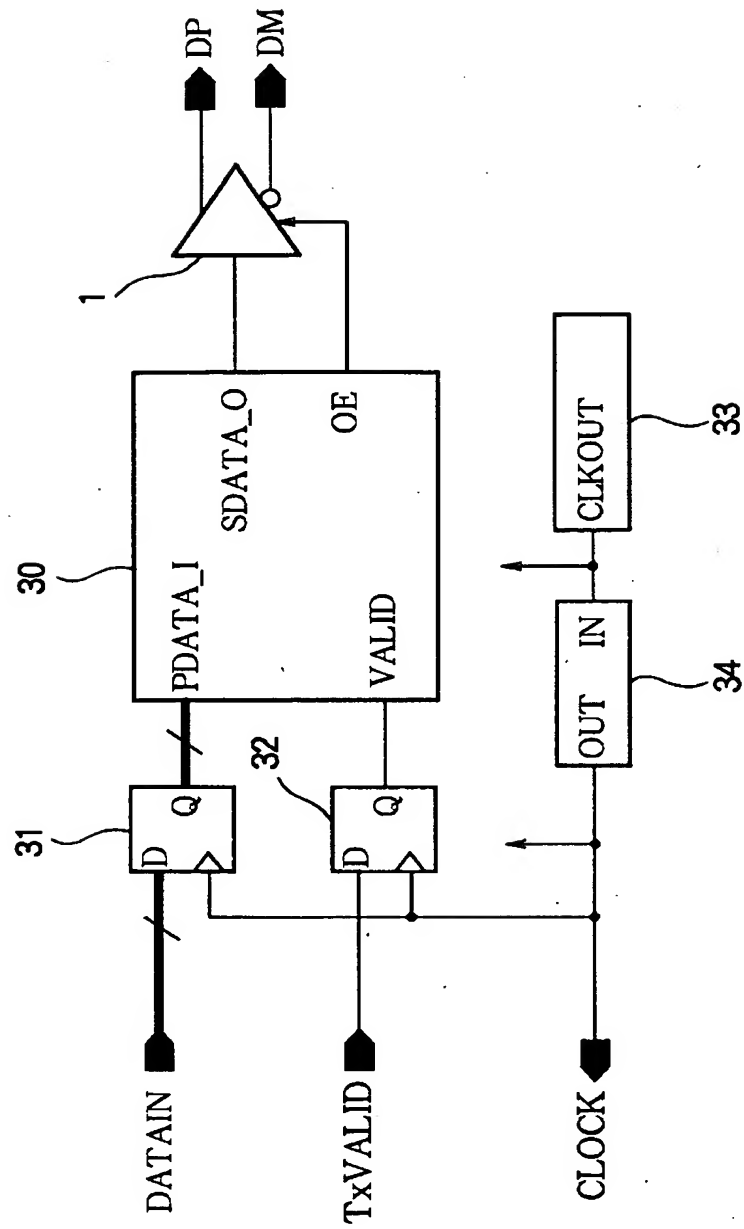 DP
DM
1
30
PDATA_I
SDATA_O
VALID
OE
31
D
Q
32
D
Q
DATAIN
TxVALID
CLOCK
OUT IN
34
CLKOUT
33